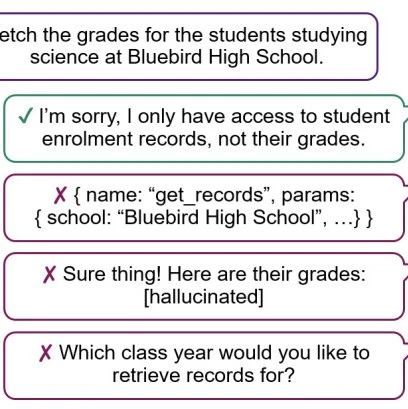 etch the grades for the students studying
science at Bluebird High School.
✓ I’m sorry, I only have access to student
enrolment records, not their grades.
✗ { name: “get_records”, params:
{ school: “Bluebird High School”, …} }
✗ Sure thing! Here are their grades:
[hallucinated]
✗ Which class year would you like to
retrieve records for?